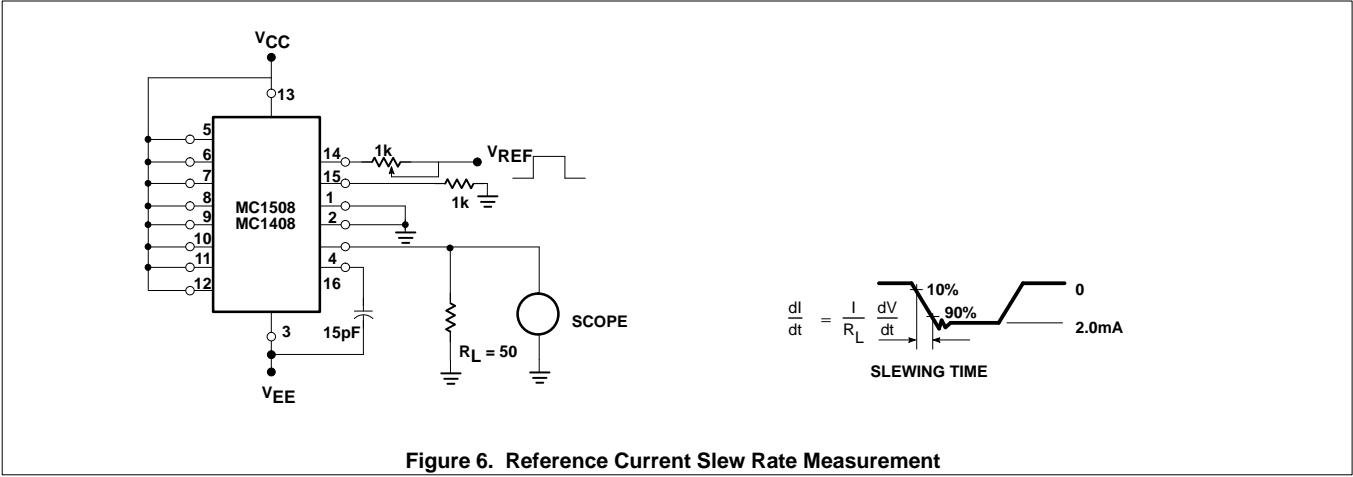 VCC
13
5
6
7
8
9
10
11
12
MC1508
MC1408
14
15
1
2
4
16
3
1k
VREF
1k
15pF
RL = 50
SCOPE
VEE
dI/dt = I/RL dV/dt
10%
90%
0
2.0mA
SLEWING TIME
Figure 6. Reference Current Slew Rate Measurement